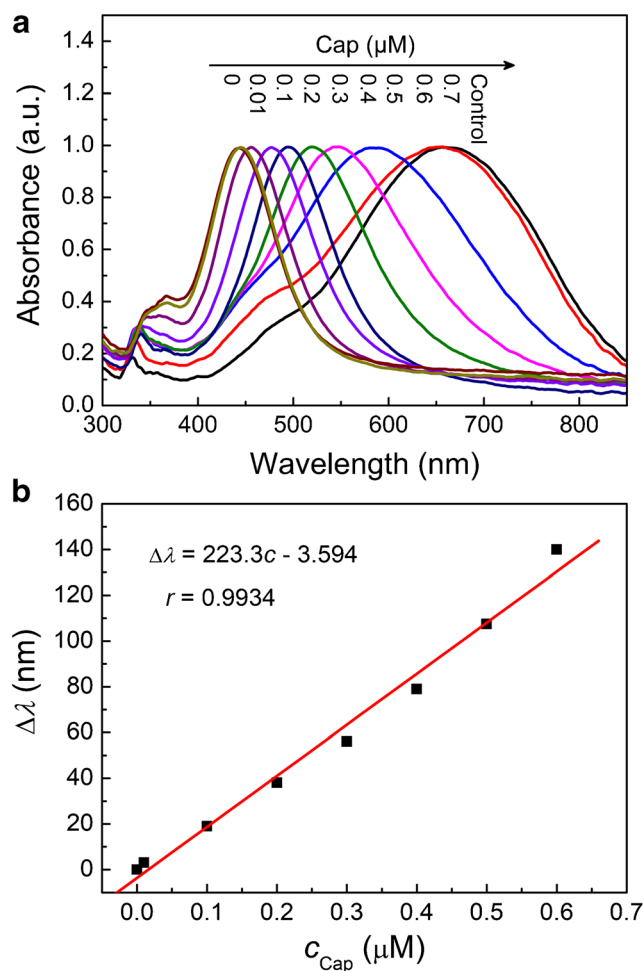 a
Cap (μM)
0 0.01 0.1 0.2 0.3 0.4 0.5 0.6 0.7 Control
1.4
1.2
1.0
0.8
0.6
0.4
0.2
0.0
Absorbance (a.u.)
300 400 500 600 700 800
Wavelength (nm)
b
160
140
120
100
80
60
40
20
0
Δλ (nm)
Δλ = 223.3c - 3.594
r = 0.9934
0.0 0.1 0.2 0.3 0.4 0.5 0.6 0.7
cCap (μM)